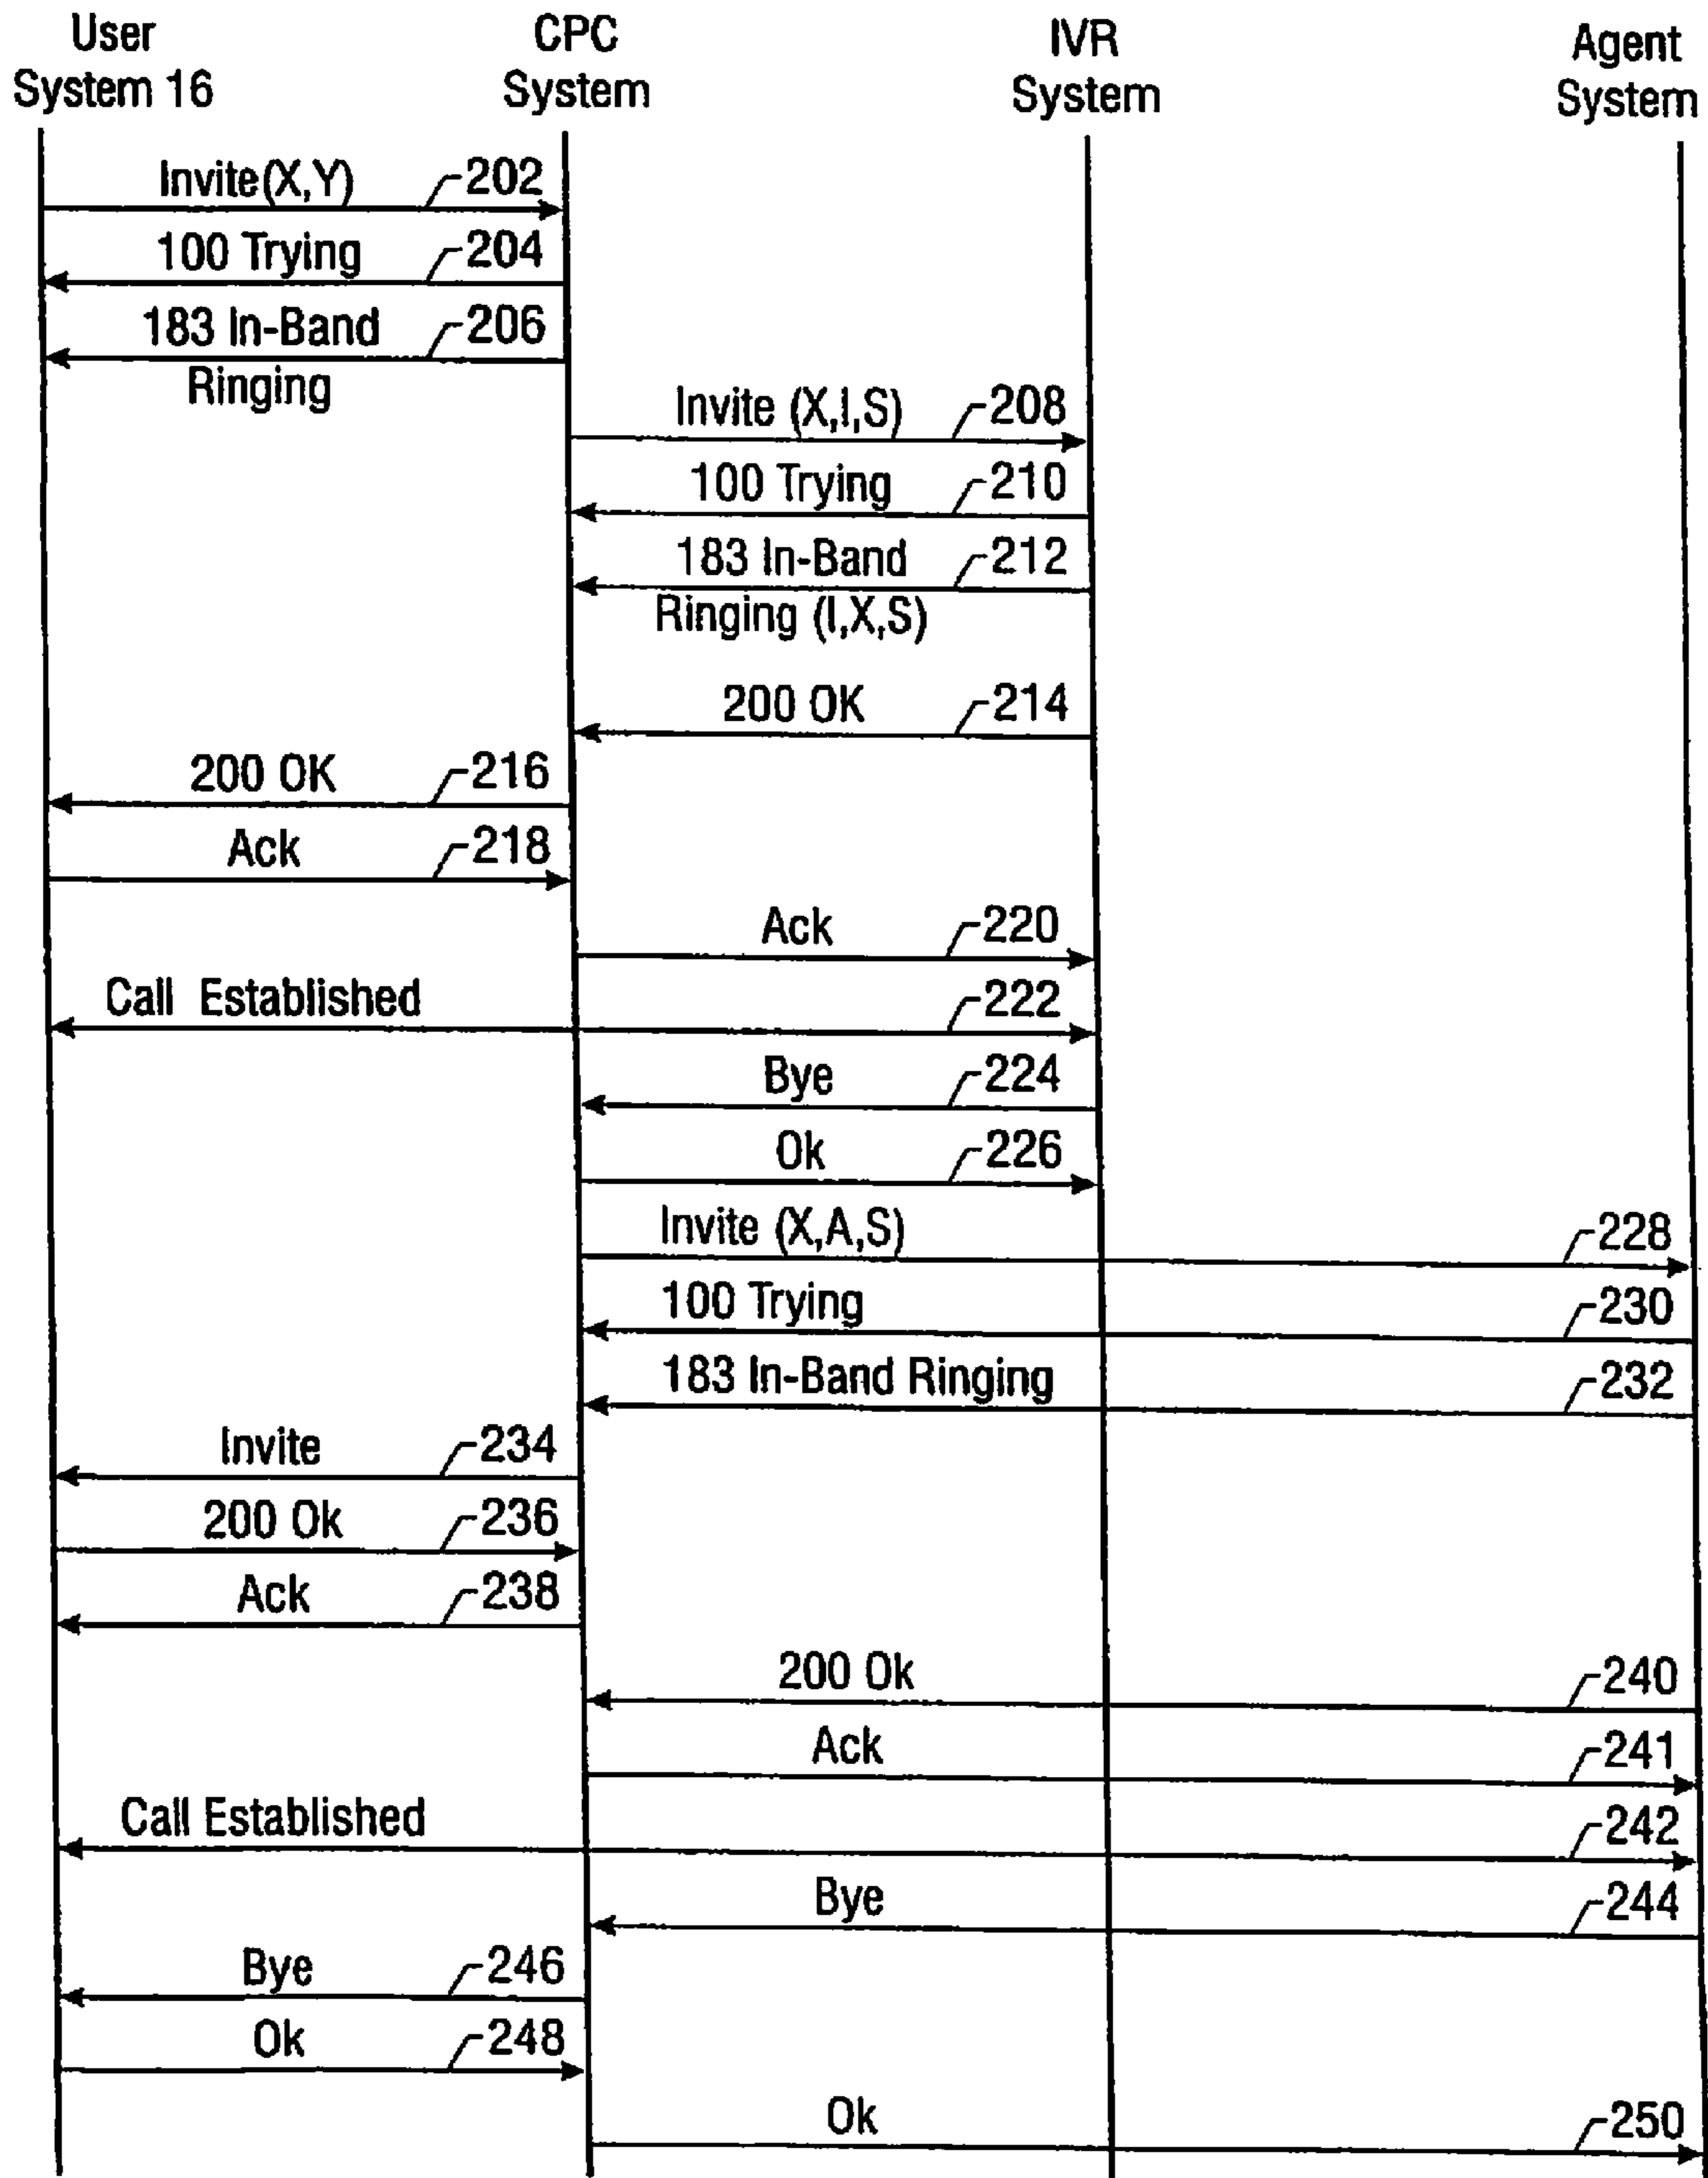 User
System 16
CPC
System
IVR
System
Agent
System
Invite(X,Y) 202
100 Trying 204
183 In-Band 206
Ringing
Invite (X,I,S) 208
100 Trying 210
183 In-Band 212
Ringing (I,X,S)
200 OK 214
200 OK 216
Ack 218
Ack 220
Call Established 222
Bye 224
Ok 226
Invite (X,A,S) 228
100 Trying 230
183 In-Band Ringing 232
Invite 234
200 Ok 236
Ack 238
200 Ok 240
Ack 241
Call Established 242
Bye 244
Bye 246
Ok 248
Ok 250